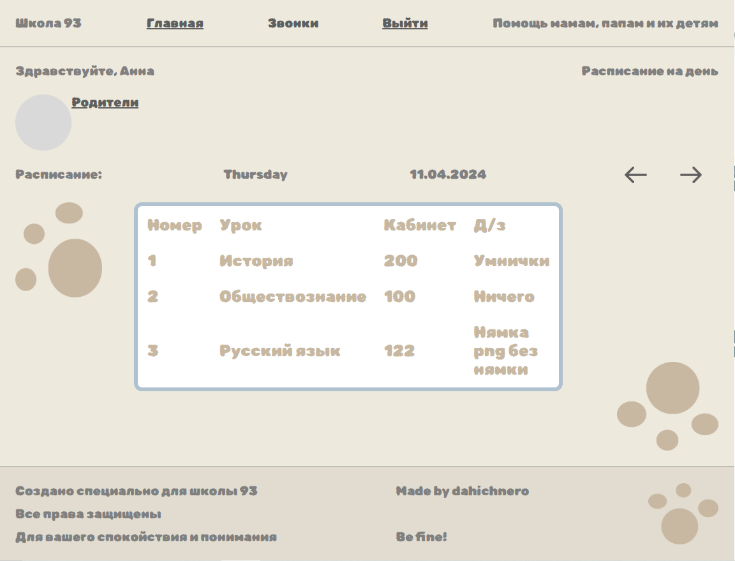 Школа 93 Главная Звонки Выйти Помощь мамам, папам и их детям
Здравствуйте, Анна Расписание на день
Родители
Расписание: Thursday 11.04.2024
Номер Урок Кабинет Д/з
1 История 200 Умнички
2 Обществознание 100 Ничего
3 Русский язык 122 Нямка
png без
нямки
Создано специально для школы 93 Made by dahichnero
Все права защищены
Для вашего спокойствия и понимания Be fine!